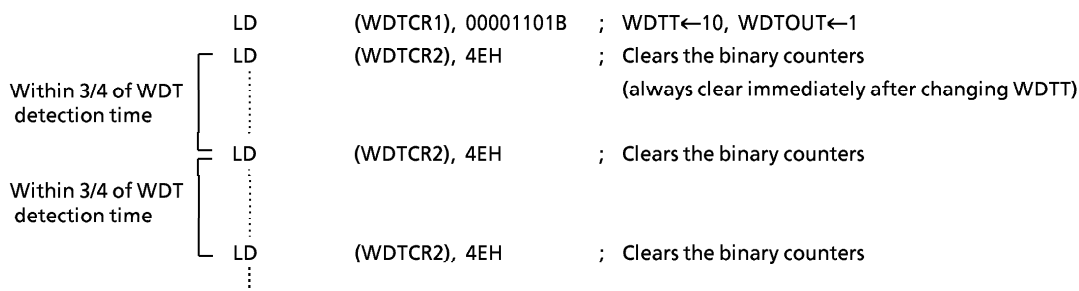 LD (WDTCR1), 00001101B ; WDTT←10, WDTOUT←1
LD (WDTCR2), 4EH ; Clears the binary counters
Within 3/4 of WDT
(always clear immediately after changing WDTT)
detection time
LD (WDTCR2), 4EH ; Clears the binary counters
Within 3/4 of WDT
detection time
LD (WDTCR2), 4EH ; Clears the binary counters